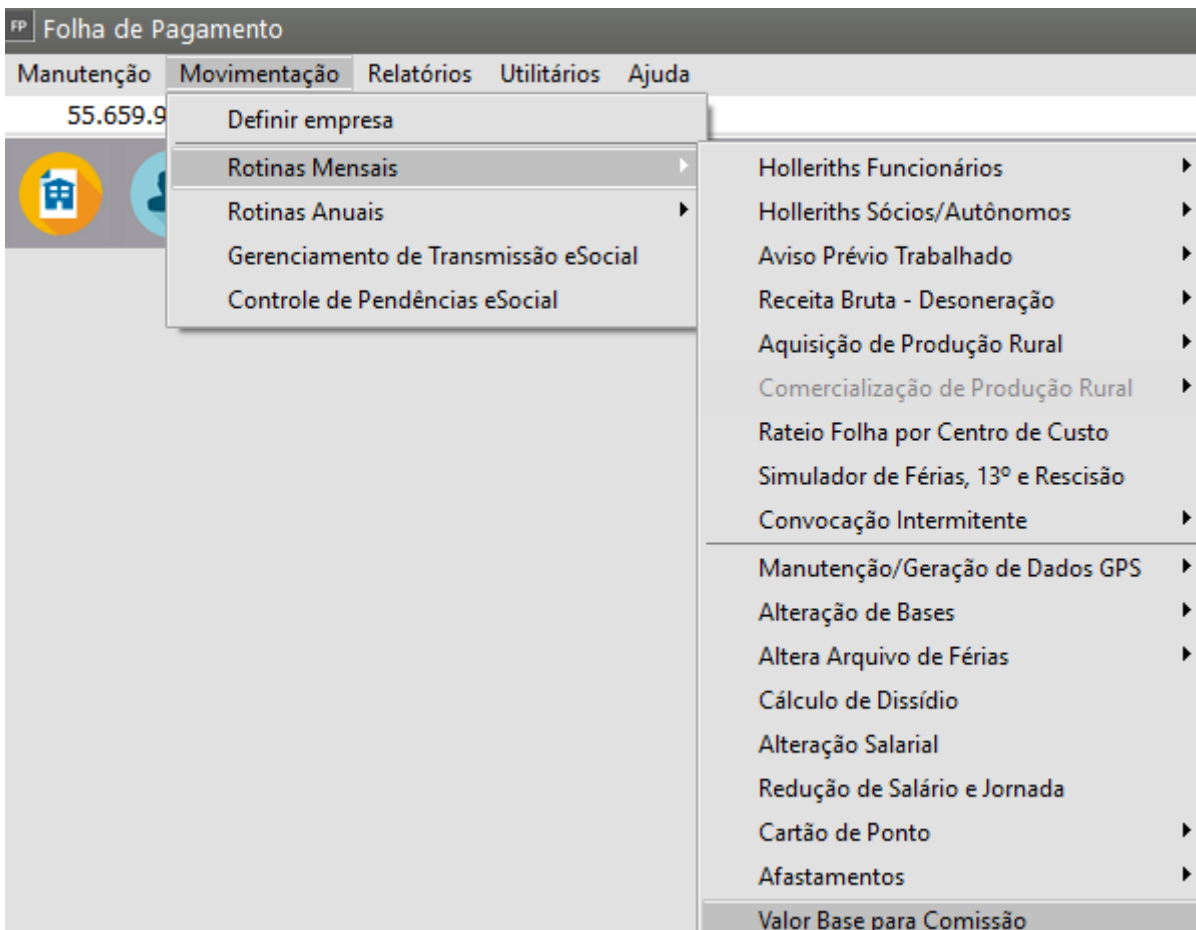 FP Folha de Pagamento
Manutenção Movimentação Relatórios Utilitários Ajuda
55.659.9
Definir empresa
Rotinas Mensais
Rotinas Anuais
Gerenciamento de Transmissão eSocial
Controle de Pendências eSocial
Holleriths Funcionários
Holleriths Sócios/Autônomos
Aviso Prévio Trabalhado
Receita Bruta - Desoneração
Aquisição de Produção Rural
Comercialização de Produção Rural
Rateio Folha por Centro de Custo
Simulador de Férias, 13º e Rescisão
Convocação Intermitente
Manutenção/Geração de Dados GPS
Alteração de Bases
Altera Arquivo de Férias
Cálculo de Dissídio
Alteração Salarial
Redução de Salário e Jornada
Cartão de Ponto
Afastamentos
Valor Base para Comissão